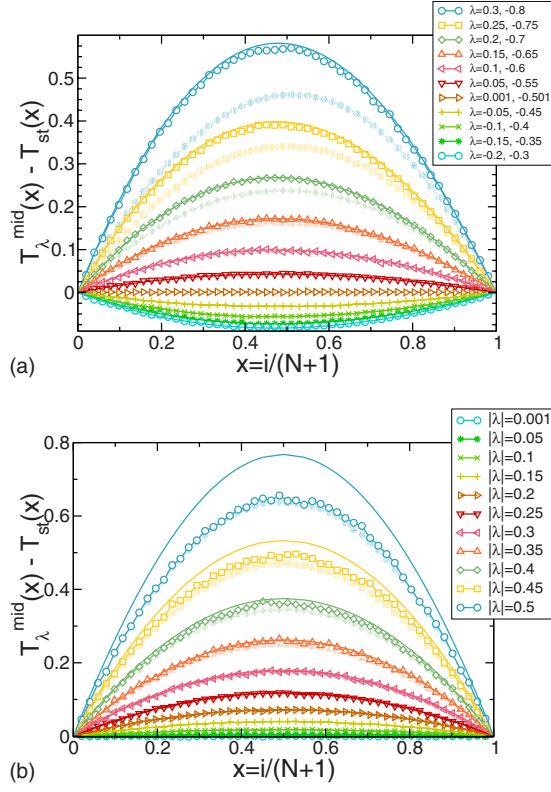 λ=0.3, -0.8
λ=0.25, -0.75
λ=0.2, -0.7
λ=0.15, -0.65
λ=0.1, -0.6
λ=0.05, -0.55
λ=0.001, -0.501
λ=-0.05, -0.45
λ=-0.1, -0.4
λ=-0.15, -0.35
λ=-0.2, -0.3
T_λ^mid(x) - T_st(x)
0.5
0.4
0.3
0.2
0.1
0
0 0.2 0.4 0.6 0.8 1
x=i/(N+1)
(a)
|λ|=0.001
|λ|=0.05
|λ|=0.1
|λ|=0.15
|λ|=0.2
|λ|=0.25
|λ|=0.3
|λ|=0.35
|λ|=0.4
|λ|=0.45
|λ|=0.5
T_λ^mid(x) - T_st(x)
0.8
0.6
0.4
0.2
0
0 0.2 0.4 0.6 0.8 1
x=i/(N+1)
(b)